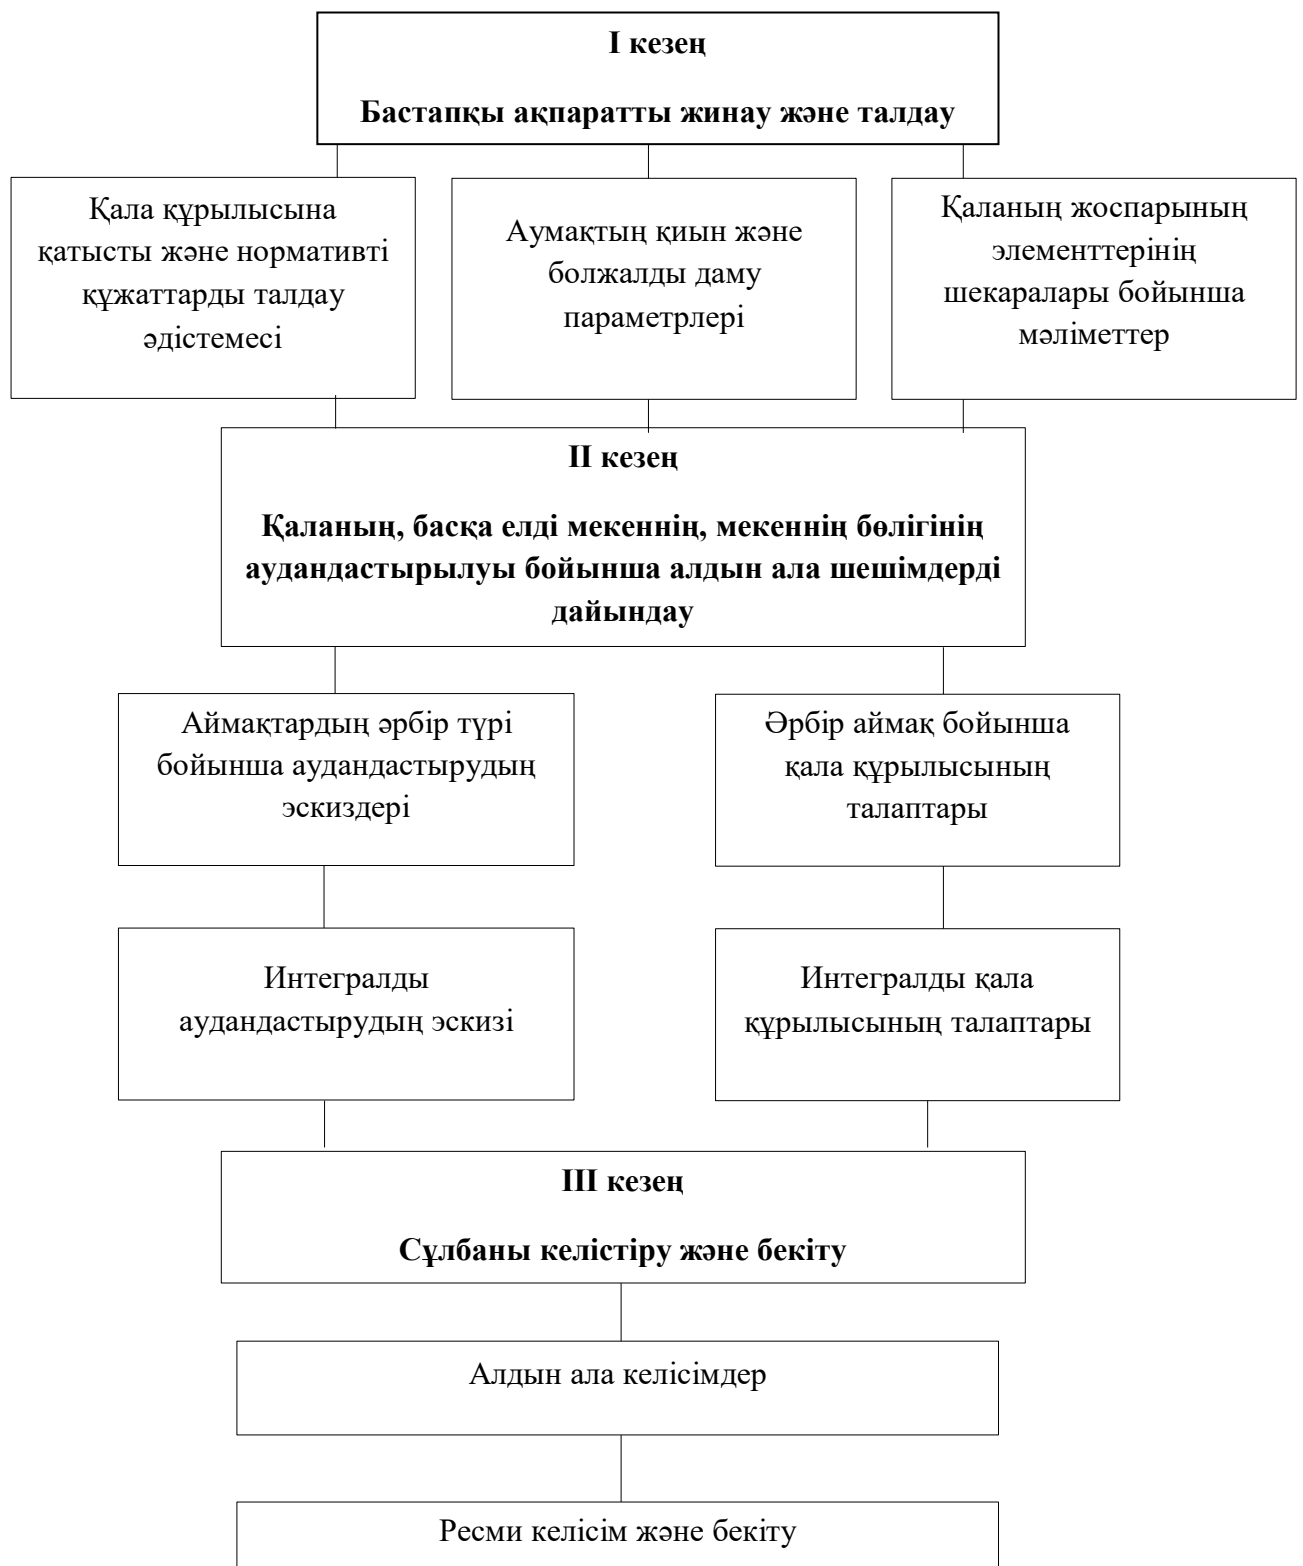 I кезең
Бастапқы ақпаратты жинау және талдау
Қала құрылысына
қатысты және нормативті
құжаттарды талдау
әдістемесі
Аумақтың қиын және
болжалды даму
параметрлері
Қаланың жоспарының
элементтерінің
шекаралары бойынша
мәліметтер
II кезең
Қаланың, басқа елді мекеннің, мекеннің бөлігінің
аудандастырылуы бойынша алдын ала шешімдерді
дайындау
Аймақтардың әрбір түрі
бойынша аудандастырудың
эскиздері
Әрбір аймақ бойынша
қала құрылысының
талаптары
Интегралды
аудандастырудың эскизі
Интегралды қала
құрылысының талаптары
III кезең
Сұлбаны келістіру және бекіту
Алдын ала келісімдер
Ресми келісім және бекіту